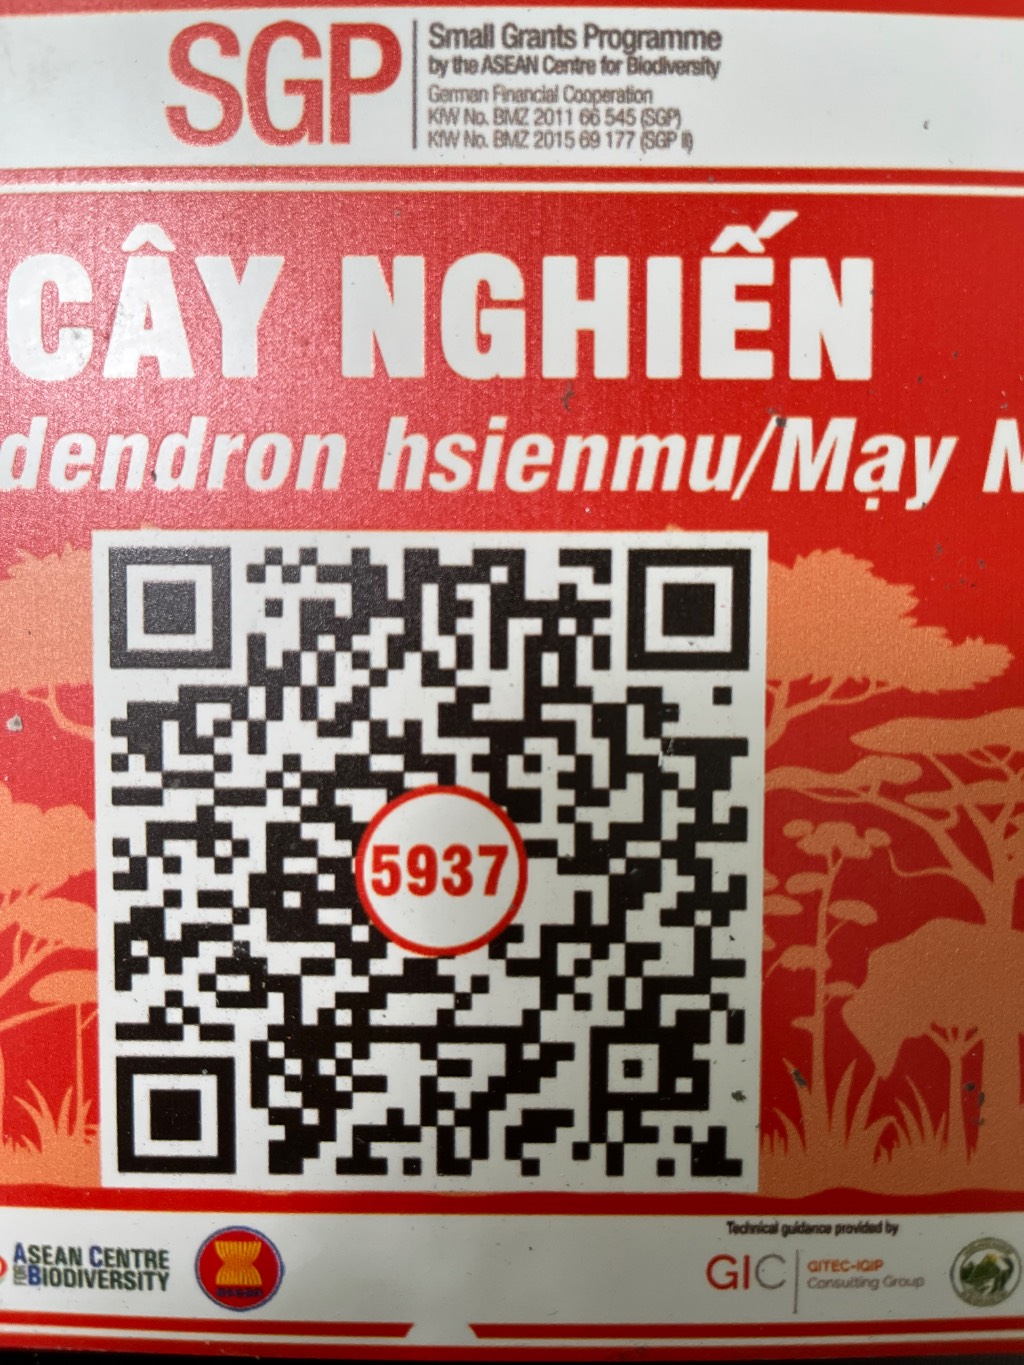 SGP
Small Grants Programme
by the ASEAN Centre for Biodiversity
German Financial Cooperation
KfW No. BMZ 2011 66 545 (SGP)
KfW No. BMZ 2015 69 177 (SGP II)
CÂY NGHIẾN
dendron hsienmu/Mạy N
5937
ASEAN CENTRE
FOR BIODIVERSITY
asean
Technical guidance provided by
GIC
GITEC-IGIP
Consulting Group